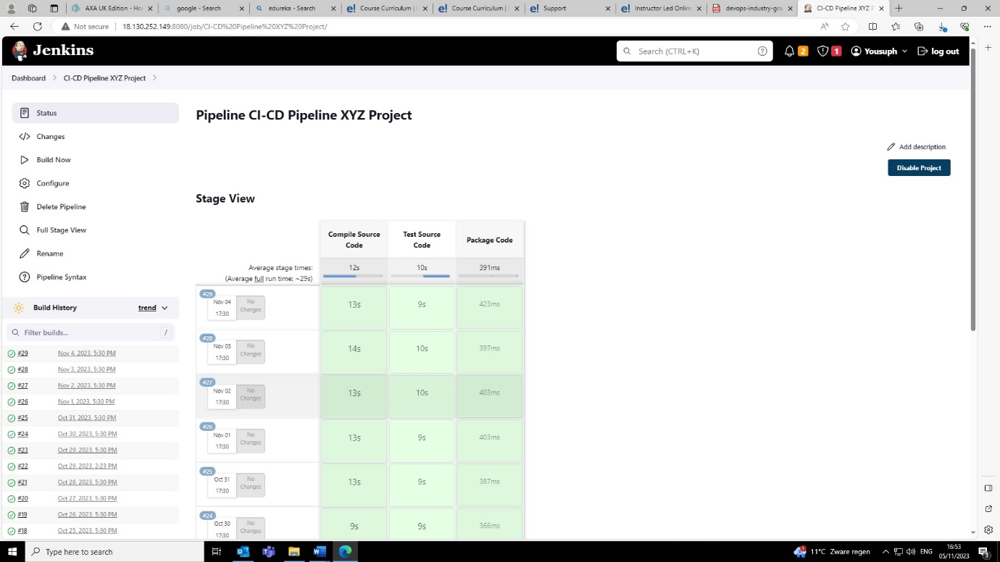 AXA UK Edition - Ho
google - Search
edureka - Search
Course Curriculum |
Course Curriculum |
Support
Instructor Led Online
devops-industry-gra
CI-CD Pipeline XYZ P
Not secure
18.130.252.149:8080/job/CI-CD%20Pipeline%20XYZ%20Project/
Jenkins
Search (CTRL+K)
2
1
Yousuph
log out
Dashboard
CI-CD Pipeline XYZ Project
Status
Changes
Build Now
Configure
Delete Pipeline
Full Stage View
Rename
Pipeline Syntax
Build History
trend
Filter builds...
/
#29 Nov 4, 2023, 5:30 PM
#28 Nov 3, 2023, 5:30 PM
#27 Nov 2, 2023, 5:30 PM
#26 Nov 1, 2023, 5:30 PM
#25 Oct 31, 2023, 5:30 PM
#24 Oct 30, 2023, 5:30 PM
#23 Oct 29, 2023, 5:30 PM
#22 Oct 29, 2023, 2:23 PM
#21 Oct 28, 2023, 5:30 PM
#20 Oct 27, 2023, 5:30 PM
#19 Oct 26, 2023, 5:30 PM
#18 Oct 25, 2023, 5:30 PM
Pipeline CI-CD Pipeline XYZ Project
Add description
Disable Project
Stage View
Compile Source
Code
Test Source
Code
Package Code
Average stage times:
(Average full run time: ~29s)
12s
10s
391ms
#29
Nov 04
17:30
No
Changes
13s
9s
423ms
#28
Nov 03
17:30
No
Changes
14s
10s
397ms
#27
Nov 02
17:30
No
Changes
13s
10s
403ms
#26
Nov 01
17:30
No
Changes
13s
9s
403ms
#25
Oct 31
17:30
No
Changes
13s
9s
387ms
#24
Oct 30
17:30
No
Changes
9s
9s
366ms
Type here to search
11°C Zware regen
ENG
16:53
05/11/2023
3